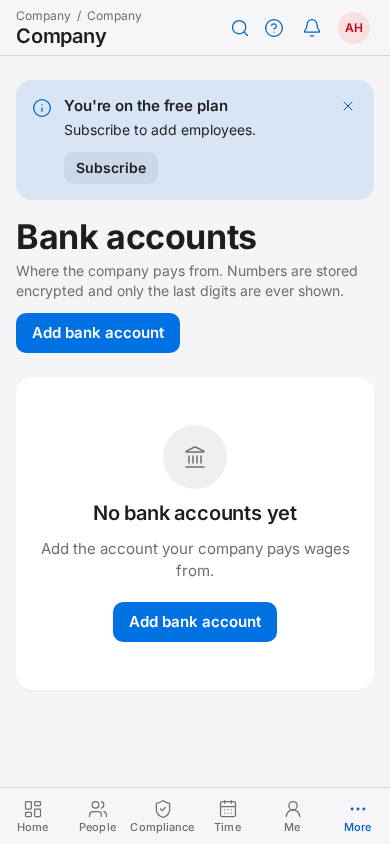 Company / Company
Company
AH
You're on the free plan
Subscribe to add employees.
Subscribe
Bank accounts
Where the company pays from. Numbers are stored
encrypted and only the last digits are ever shown.
Add bank account
No bank accounts yet
Add the account your company pays wages
from.
Add bank account
Home People Compliance Time Me More